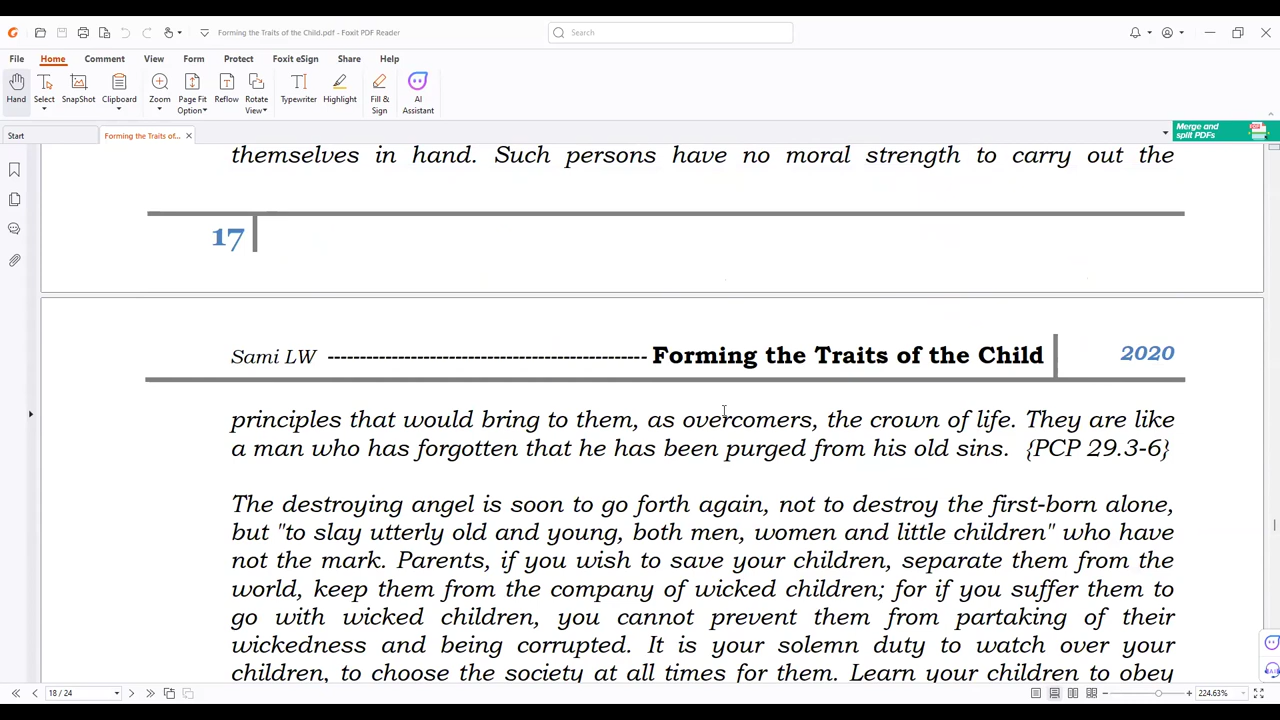 Forming the Traits of the Child.pdf - Foxit PDF Reader
Search
File Home Comment View Form Protect Foxit eSign Share Help
Hand Select SnapShot Clipboard Zoom Page Fit Option Reflow Rotate View Typewriter Highlight Fill & Sign AI Assistant
Start Forming the Traits of...
Merge and split PDFs
themselves in hand. Such persons have no moral strength to carry out the
17
Sami LW ------------------------------------------------- Forming the Traits of the Child 2020
principles that would bring to them, as overcomers, the crown of life. They are like
a man who has forgotten that he has been purged from his old sins. {PCP 29.3-6}
The destroying angel is soon to go forth again, not to destroy the first-born alone,
but "to slay utterly old and young, both men, women and little children" who have
not the mark. Parents, if you wish to save your children, separate them from the
world, keep them from the company of wicked children; for if you suffer them to
go with wicked children, you cannot prevent them from partaking of their
wickedness and being corrupted. It is your solemn duty to watch over your
children, to choose the society at all times for them. Learn your children to obey
18 / 24
224.63%